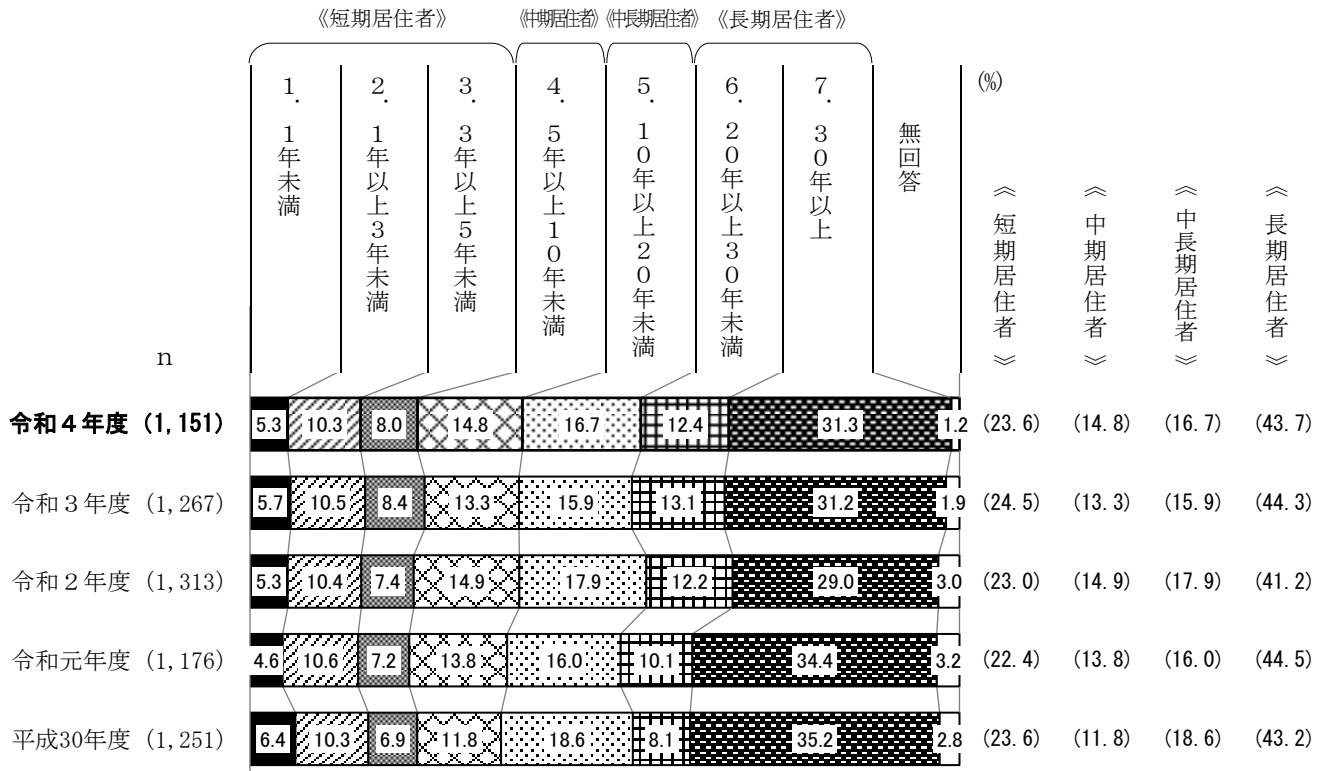 《短期居住者》 《中期居住者》 《中長期居住者》 《長期居住者》
(%)
１．１年未満
２．１年以上３年未満
３．３年以上５年未満
４．５年以上１０年未満
５．１０年以上２０年未満
６．２０年以上３０年未満
７．３０年以上
無回答
《短期居住者》
《中期居住者》
《中長期居住者》
《長期居住者》
n
令和４年度 (1,151) 5.3 10.3 8.0 14.8 16.7 12.4 31.3 1.2 (23.6) (14.8) (16.7) (43.7)
令和３年度 (1,267) 5.7 10.5 8.4 13.3 15.9 13.1 31.2 1.9 (24.5) (13.3) (15.9) (44.3)
令和２年度 (1,313) 5.3 10.4 7.4 14.9 17.9 12.2 29.0 3.0 (23.0) (14.9) (17.9) (41.2)
令和元年度 (1,176) 4.6 10.6 7.2 13.8 16.0 10.1 34.4 3.2 (22.4) (13.8) (16.0) (44.5)
平成30年度 (1,251) 6.4 10.3 6.9 11.8 18.6 8.1 35.2 2.8 (23.6) (11.8) (18.6) (43.2)